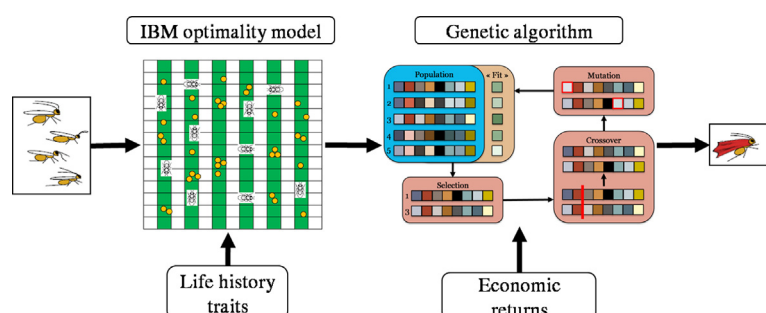 IBM optimality model
Genetic algorithm
Population
« Fit »
1
2
3
4
5
Mutation
Crossover
Selection
1
3
Life history
traits
Economic
returns